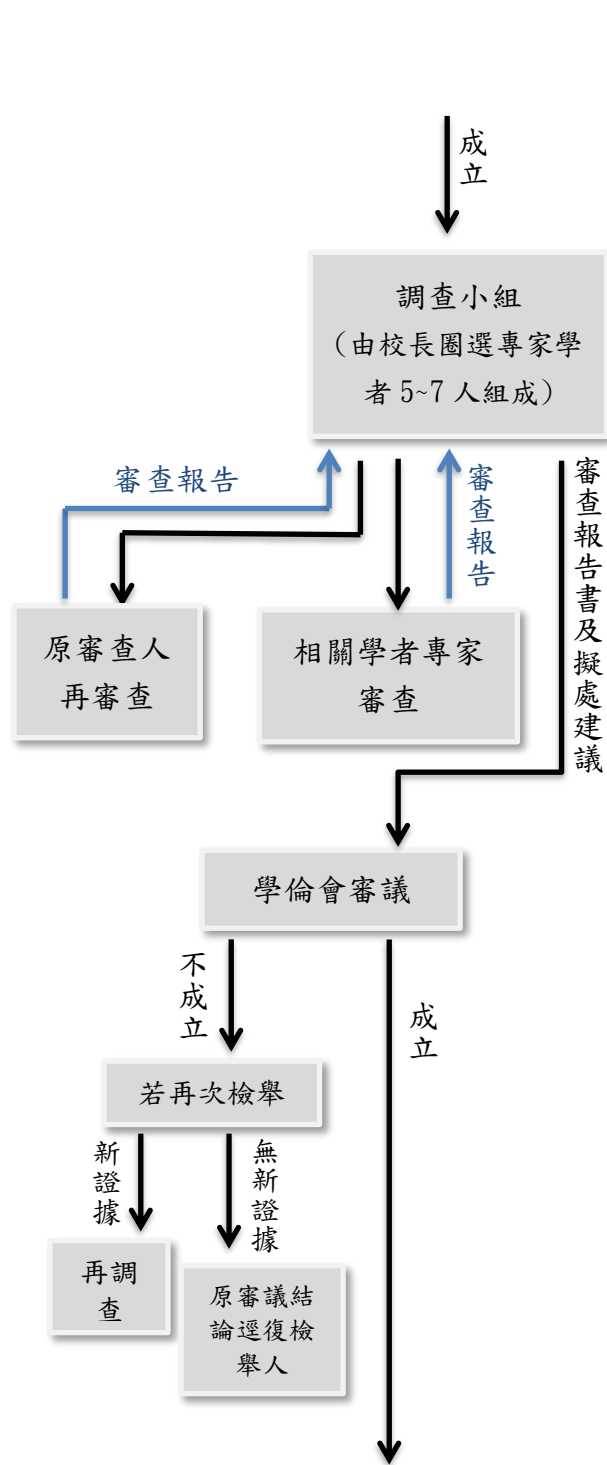 成立
調查小組
（由校長圈選專家學
者 5~7 人組成）
審查報告
審查報告
審查報告書及擬處建議
原審查人
再審查
相關學者專家
審查
學倫會審議
不成立
成立
若再次檢舉
新證據
無新證據
再調
查
原審議結
論逕復檢
舉人